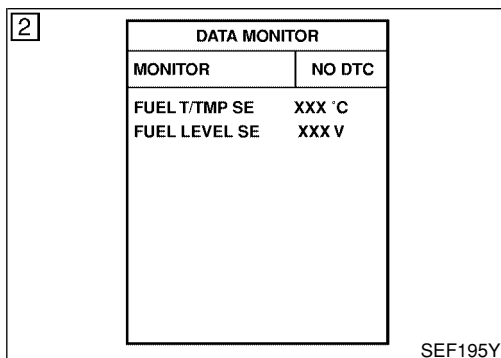 2
DATA MONITOR
MONITOR NO DTC
FUEL T/TMP SE XXX °C
FUEL LEVEL SE XXX V
SEF195Y